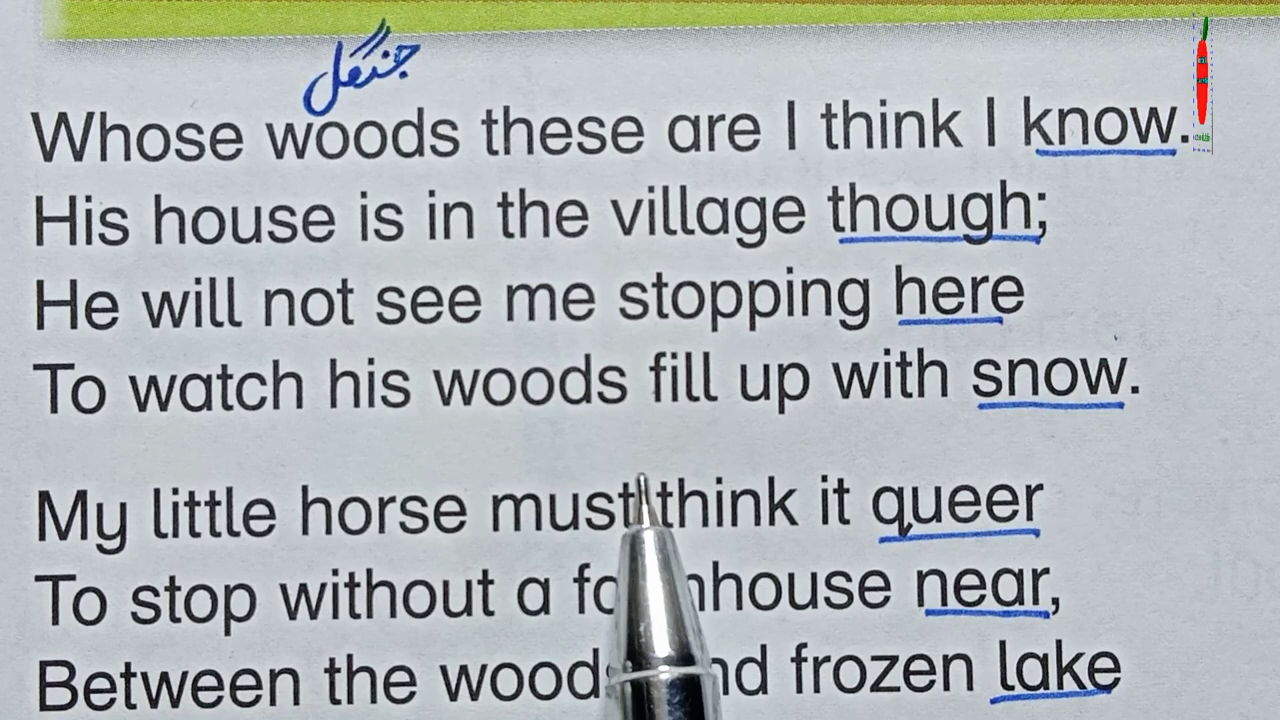 جنگل
Whose woods these are I think I know.
His house is in the village though;
He will not see me stopping here
To watch his woods fill up with snow.
My little horse must think it queer
To stop without a house near,
Between the frozen lake